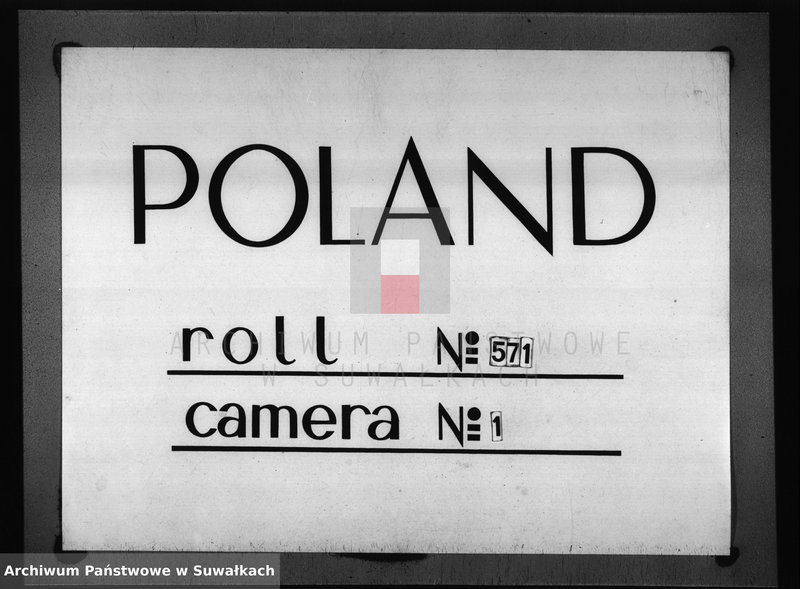 POLAND
roll № 571
ARCHIWUM PAŃSTWOWE
W SUWAŁKACH
camera № 1
Archiwum Państwowe w Suwałkach